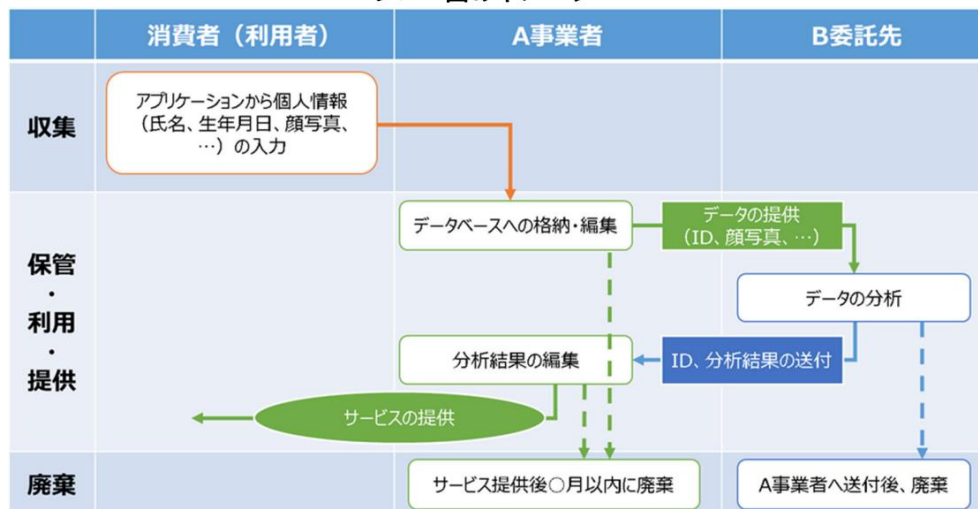 消費者（利用者）
A事業者
B委託先
収集
アプリケーションから個人情報
（氏名、生年月日、顔写真、
…）の入力
保管
・
利用
・
提供
データベースへの格納・編集
データの提供
（ID、顔写真、…）
データの分析
分析結果の編集
ID、分析結果の送付
サービスの提供
廃棄
サービス提供後○月以内に廃棄
A事業者へ送付後、廃棄